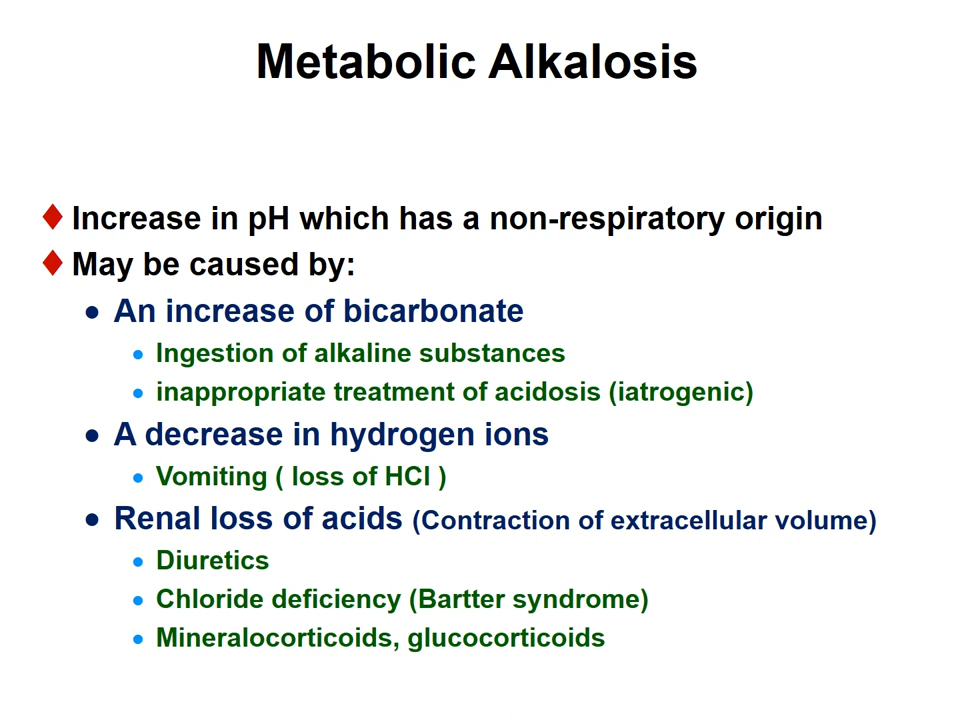 Metabolic Alkalosis
Increase in pH which has a non-respiratory origin
May be caused by:
An increase of bicarbonate
Ingestion of alkaline substances
inappropriate treatment of acidosis (iatrogenic)
A decrease in hydrogen ions
Vomiting ( loss of HCl )
Renal loss of acids (Contraction of extracellular volume)
Diuretics
Chloride deficiency (Bartter syndrome)
Mineralocorticoids, glucocorticoids